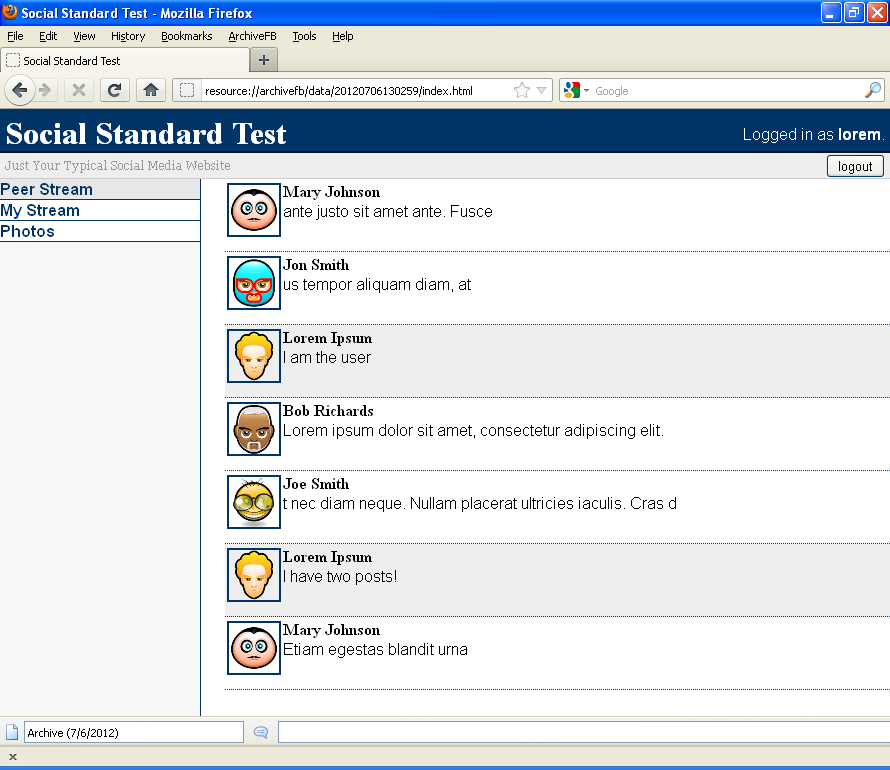 Social Standard Test - Mozilla Firefox
File Edit View History Bookmarks ArchiveFB Tools Help
Social Standard Test
resource://archivefb/data/20120706130259/index.html Google
Social Standard Test
Logged in as lorem.
Just Your Typical Social Media Website
logout
Peer Stream
My Stream
Photos
Mary Johnson
ante justo sit amet ante. Fusce
Jon Smith
us tempor aliquam diam, at
Lorem Ipsum
I am the user
Bob Richards
Lorem ipsum dolor sit amet, consectetur adipiscing elit.
Joe Smith
t nec diam neque. Nullam placerat ultricies iaculis. Cras d
Lorem Ipsum
I have two posts!
Mary Johnson
Etiam egestas blandit urna
Archive (7/6/2012)